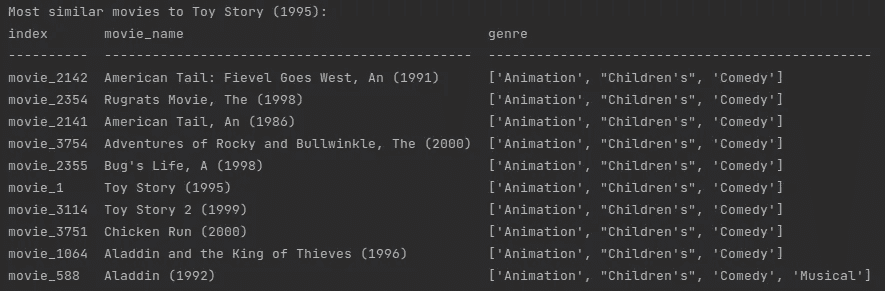 Most similar movies to Toy Story (1995):
index movie_name genre
---------- ---------------------------------------------- ------------------------------------------------
movie_2142 American Tail: Fievel Goes West, An (1991) ['Animation', "Children's", 'Comedy']
movie_2354 Rugrats Movie, The (1998) ['Animation', "Children's", 'Comedy']
movie_2141 American Tail, An (1986) ['Animation', "Children's", 'Comedy']
movie_3754 Adventures of Rocky and Bullwinkle, The (2000) ['Animation', "Children's", 'Comedy']
movie_2355 Bug's Life, A (1998) ['Animation', "Children's", 'Comedy']
movie_1 Toy Story (1995) ['Animation', "Children's", 'Comedy']
movie_3114 Toy Story 2 (1999) ['Animation', "Children's", 'Comedy']
movie_3751 Chicken Run (2000) ['Animation', "Children's", 'Comedy']
movie_1064 Aladdin and the King of Thieves (1996) ['Animation', "Children's", 'Comedy']
movie_588 Aladdin (1992) ['Animation', "Children's", 'Comedy', 'Musical']